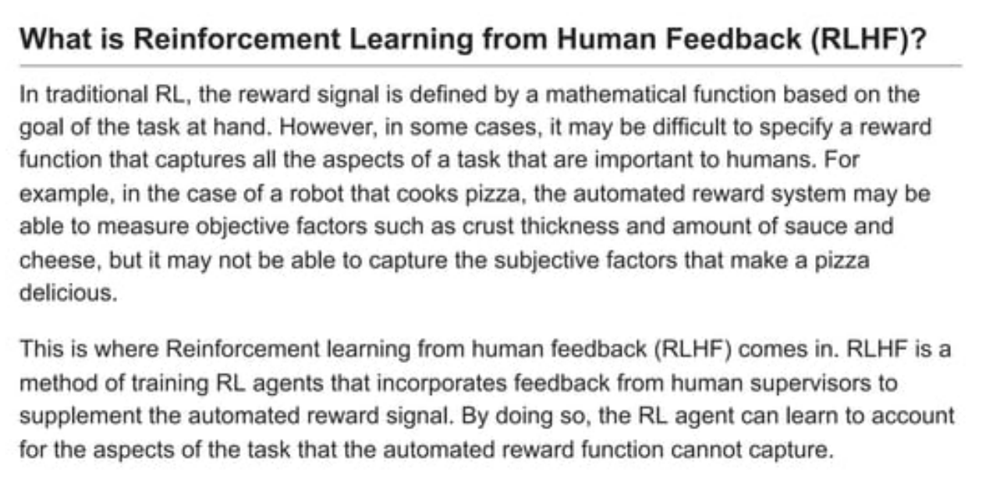 What is Reinforcement Learning from Human Feedback (RLHF)?
In traditional RL, the reward signal is defined by a mathematical function based on the
goal of the task at hand. However, in some cases, it may be difficult to specify a reward
function that captures all the aspects of a task that are important to humans. For
example, in the case of a robot that cooks pizza, the automated reward system may be
able to measure objective factors such as crust thickness and amount of sauce and
cheese, but it may not be able to capture the subjective factors that make a pizza
delicious.
This is where Reinforcement learning from human feedback (RLHF) comes in. RLHF is a
method of training RL agents that incorporates feedback from human supervisors to
supplement the automated reward signal. By doing so, the RL agent can learn to account
for the aspects of the task that the automated reward function cannot capture.